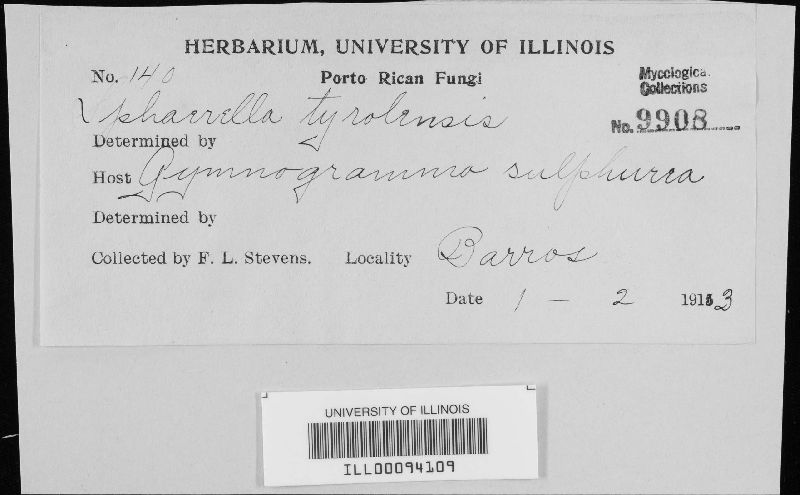 HERBARIUM, UNIVERSITY OF ILLINOIS
No. 140 Porto Rican Fungi
Mycologica.
Collections
No. 9908
Sphaerella tyrolensis
Determined by
Host Gymnogramma sulphurea
Determined by
Collected by F. L. Stevens. Locality Barros
Date 1 - 2 1913
UNIVERSITY OF ILLINOIS
ILL00094109